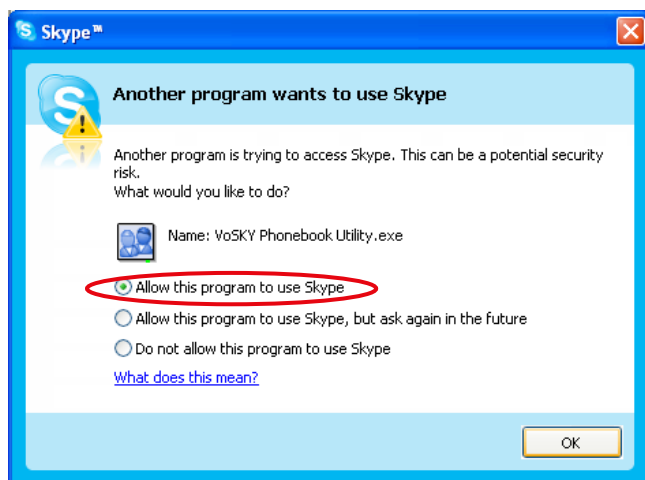 Skype™
Another program wants to use Skype
Another program is trying to access Skype. This can be a potential security
risk.
What would you like to do?
Name: VoSKY Phonebook Utility.exe
Allow this program to use Skype
Allow this program to use Skype, but ask again in the future
Do not allow this program to use Skype
What does this mean?
OK